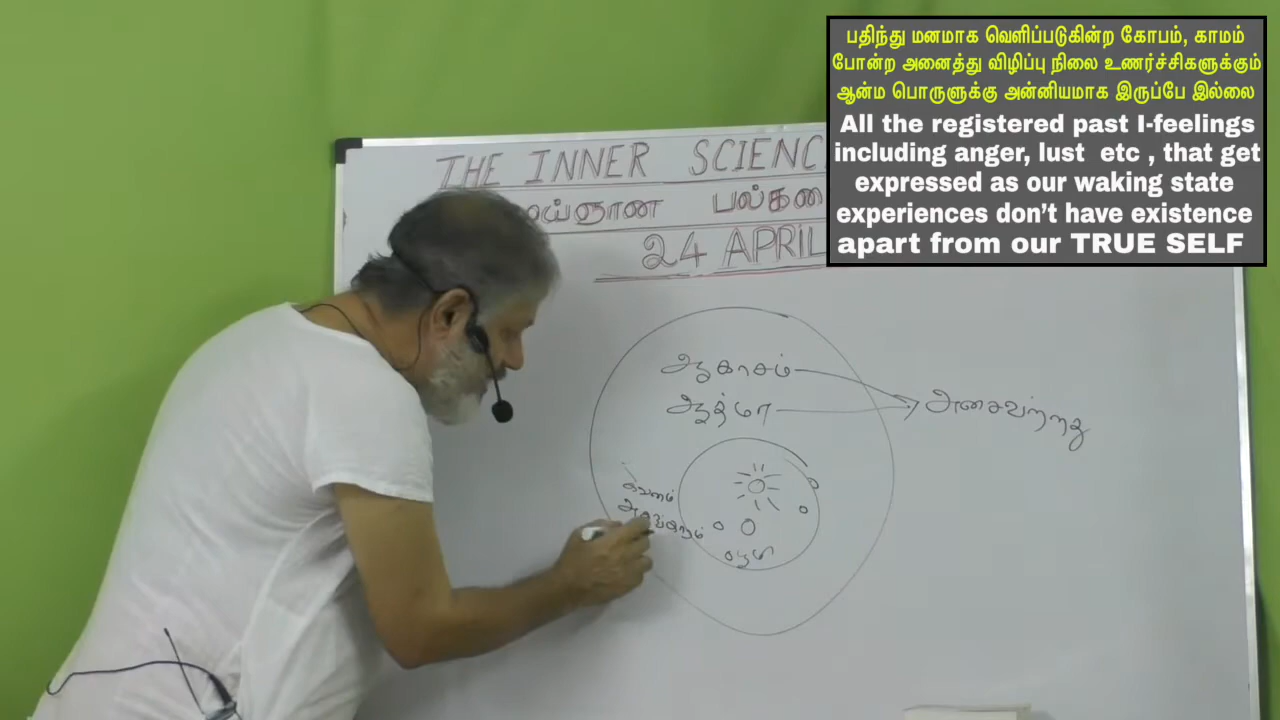 பதிந்து மனமாக வெளிப்படுகின்ற கோபம், காமம்
போன்ற அனைத்து விழிப்பு நிலை உணர்ச்சிகளுக்கும்
ஆன்ம பொருளுக்கு அன்னியமாக இருப்பே இல்லை
All the registered past I-feelings
including anger, lust etc , that get
expressed as our waking state
experiences don’t have existence
apart from our TRUE SELF
THE INNER SCIENC
24 APRIL
ஆகாசம்
ஆத்மா
அசைவற்றது
பூமி